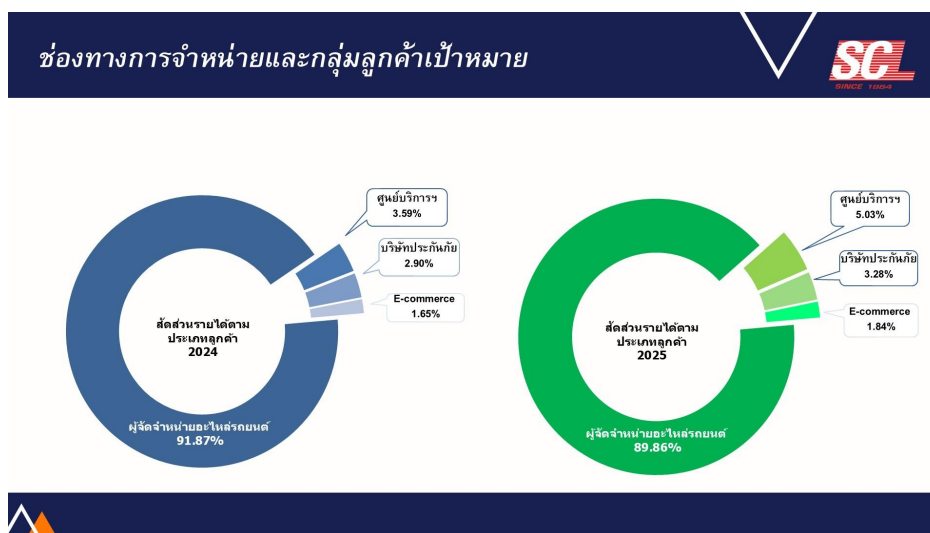 ช่องทางการจำหน่ายและกลุ่มลูกค้าเป้าหมาย
SCL
SINCE 1994
ศูนย์บริการฯ
3.59%
บริษัทประกันภัย
2.90%
E-commerce
1.65%
สัดส่วนรายได้ตาม
ประเภทลูกค้า
2024
ผู้จัดจำหน่ายอะไหล่รถยนต์
91.87%
ศูนย์บริการฯ
5.03%
บริษัทประกันภัย
3.28%
E-commerce
1.84%
สัดส่วนรายได้ตาม
ประเภทลูกค้า
2025
ผู้จัดจำหน่ายอะไหล่รถยนต์
89.86%